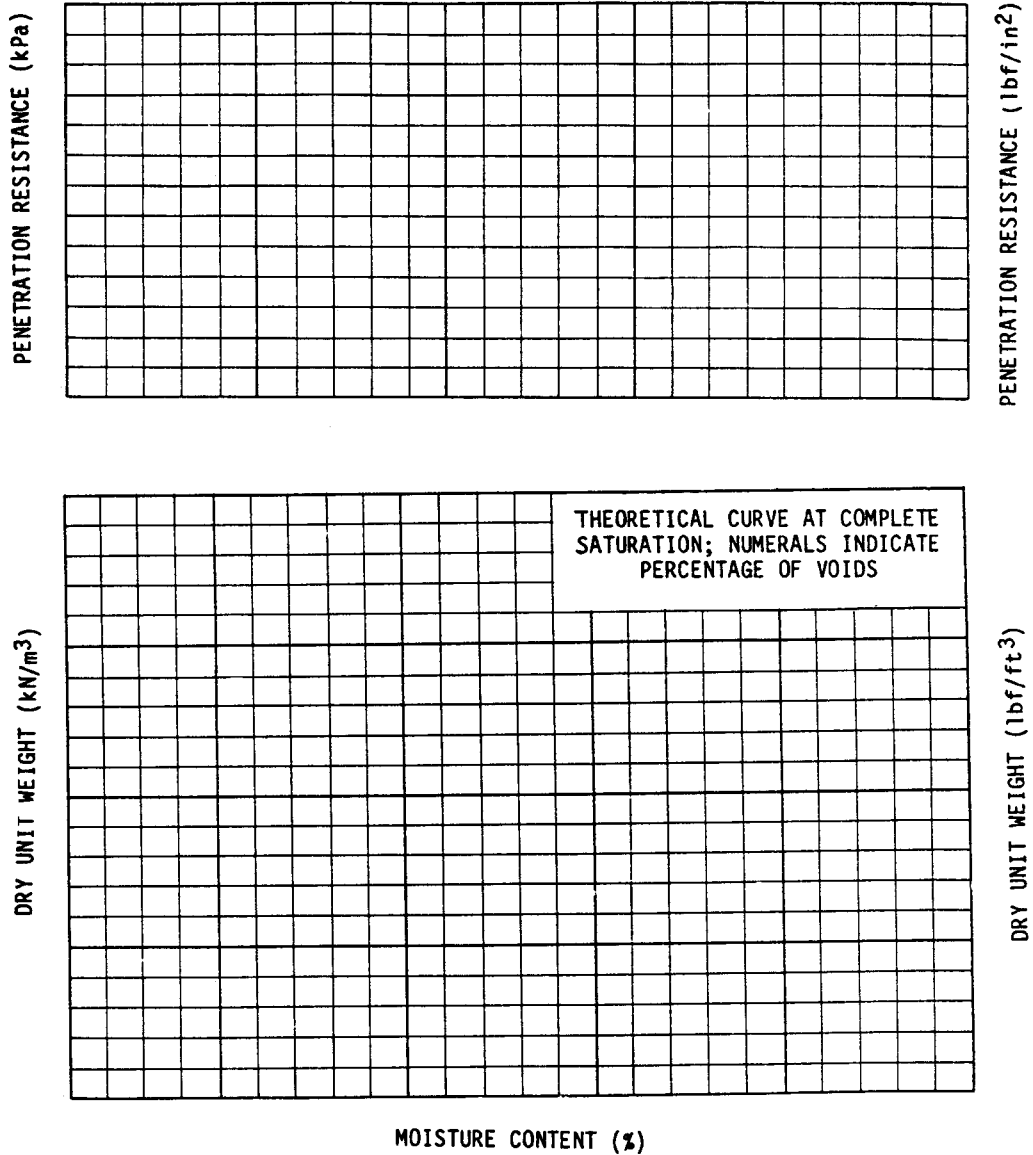 PENETRATION RESISTANCE (kPa)
PENETRATION RESISTANCE (lbf/in²)
THEORETICAL CURVE AT COMPLETE
SATURATION; NUMERALS INDICATE
PERCENTAGE OF VOIDS
DRY UNIT WEIGHT (kN/m³)
DRY UNIT WEIGHT (lbf/ft³)
MOISTURE CONTENT (%)